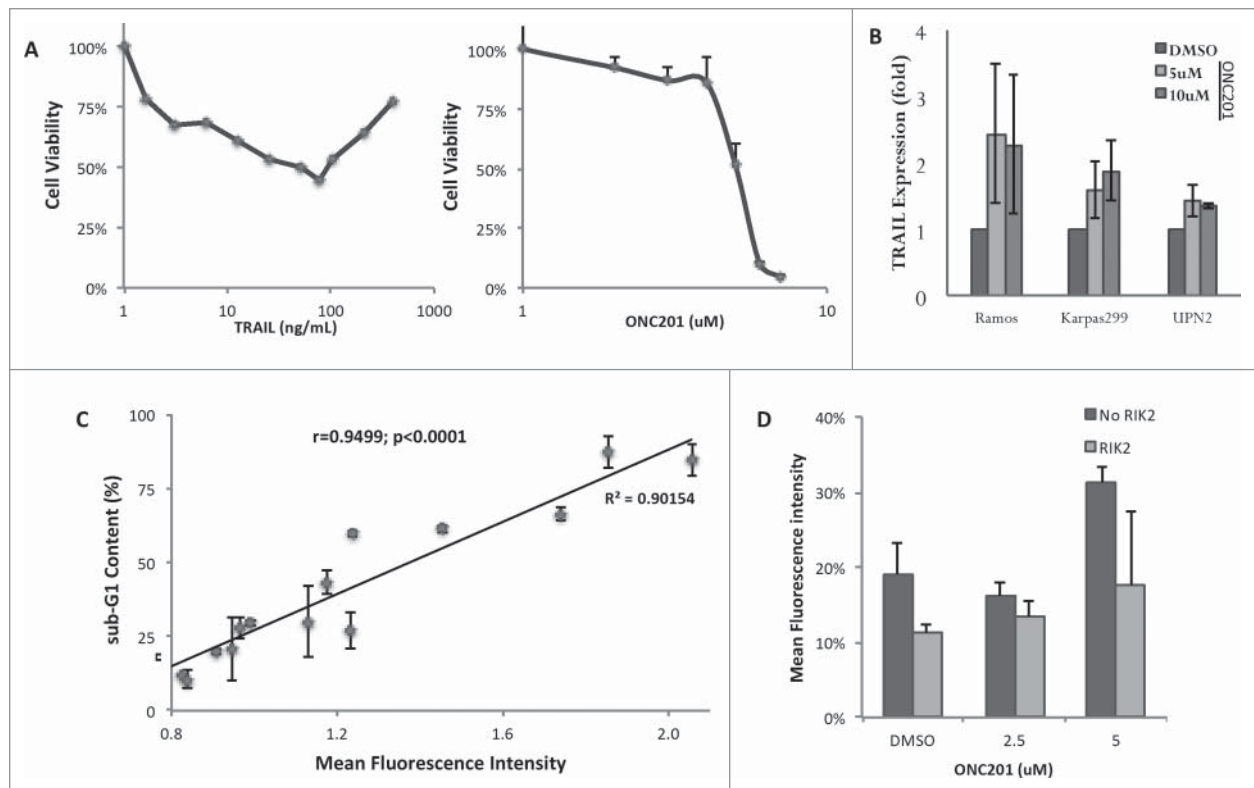 A
100%
75%
50%
25%
0%
Cell Viability
1 10 100 1000
TRAIL (ng/mL)
100%
75%
50%
25%
0%
Cell Viability
1 10
ONC201 (uM)
B
4
3
2
1
0
TRAIL Expression (fold)
DMSO
5uM
10uM
ONC201
Ramos Karpas299 UPN2
C
r=0.9499; p<0.0001
R² = 0.90154
100
75
50
25
0
sub-G1 Content (%)
0.8 1.2 1.6 2.0
Mean Fluorescence Intensity
D
No RIK2
RIK2
40%
30%
20%
10%
0%
Mean Fluorescence intensity
DMSO 2.5 5
ONC201 (uM)